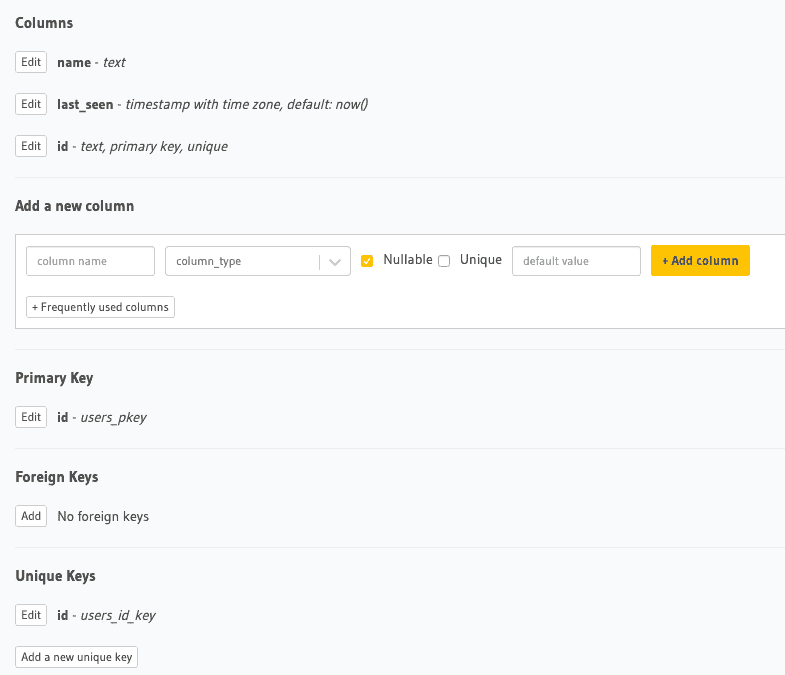 Columns
Edit name - text
Edit last_seen - timestamp with time zone, default: now()
Edit id - text, primary key, unique
Add a new column
column name column_type Nullable Unique default value + Add column
+ Frequently used columns
Primary Key
Edit id - users_pkey
Foreign Keys
Add No foreign keys
Unique Keys
Edit id - users_id_key
Add a new unique key